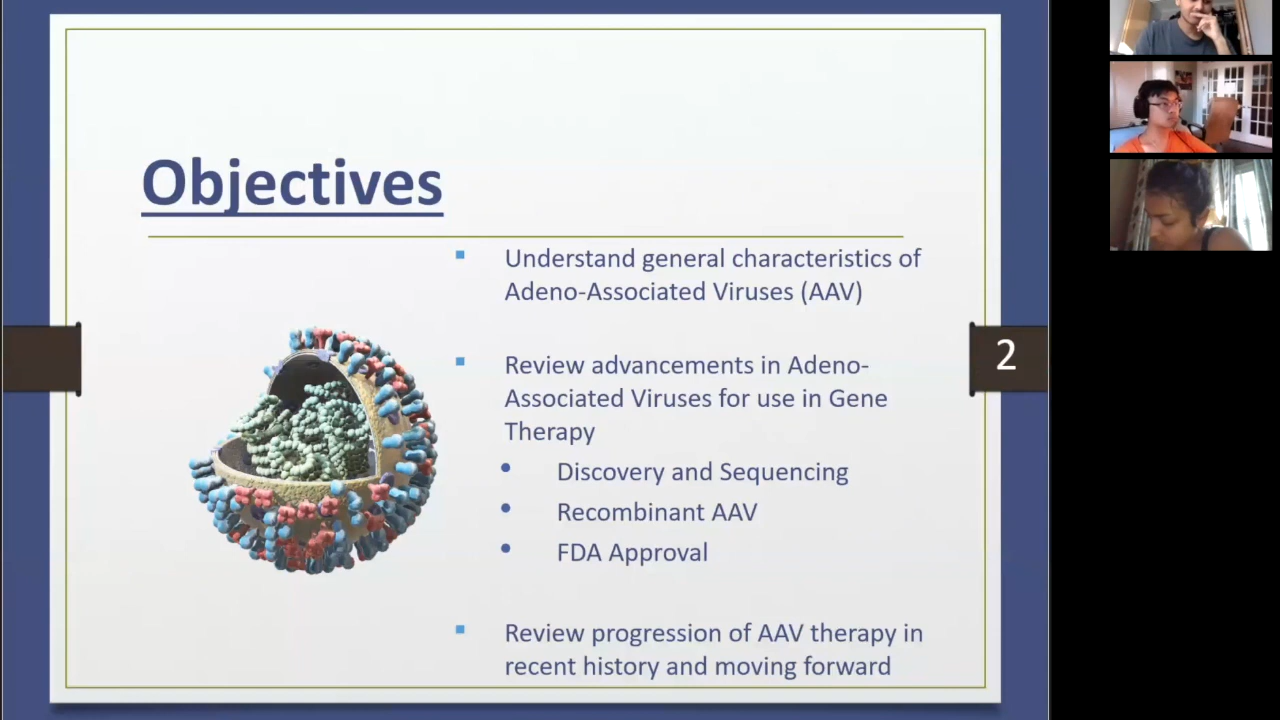 Objectives
Understand general characteristics of
Adeno-Associated Viruses (AAV)
Review advancements in Adeno-
Associated Viruses for use in Gene
Therapy
Discovery and Sequencing
Recombinant AAV
FDA Approval
Review progression of AAV therapy in
recent history and moving forward
2